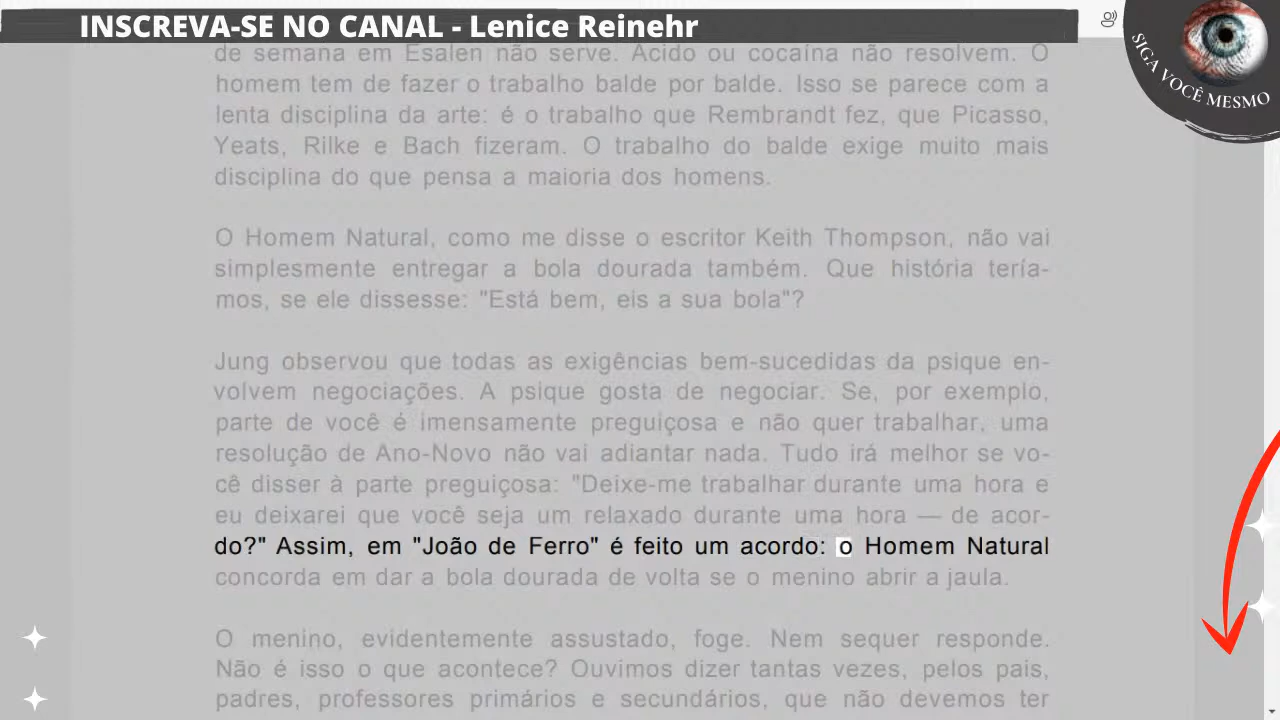 INSCREVA-SE NO CANAL - Lenice Reinehr
SIGA VOCÊ MESMO
de semana em Esalen não serve. Ácido ou cocaína não resolvem. O
homem tem de fazer o trabalho balde por balde. Isso se parece com a
lenta disciplina da arte: é o trabalho que Rembrandt fez, que Picasso,
Yeats, Rilke e Bach fizeram. O trabalho do balde exige muito mais
disciplina do que pensa a maioria dos homens.
O Homem Natural, como me disse o escritor Keith Thompson, não vai
simplesmente entregar a bola dourada também. Que história tería-
mos, se ele dissesse: "Está bem, eis a sua bola"?
Jung observou que todas as exigências bem-sucedidas da psique en-
volvem negociações. A psique gosta de negociar. Se, por exemplo,
parte de você é imensamente preguiçosa e não quer trabalhar, uma
resolução de Ano-Novo não vai adiantar nada. Tudo irá melhor se vo-
cê disser à parte preguiçosa: "Deixe-me trabalhar durante uma hora e
eu deixarei que você seja um relaxado durante uma hora — de acor-
do?" Assim, em "João de Ferro" é feito um acordo: o Homem Natural
concorda em dar a bola dourada de volta se o menino abrir a jaula.
O menino, evidentemente assustado, foge. Nem sequer responde.
Não é isso o que acontece? Ouvimos dizer tantas vezes, pelos pais,
padres, professores primários e secundários, que não devemos ter